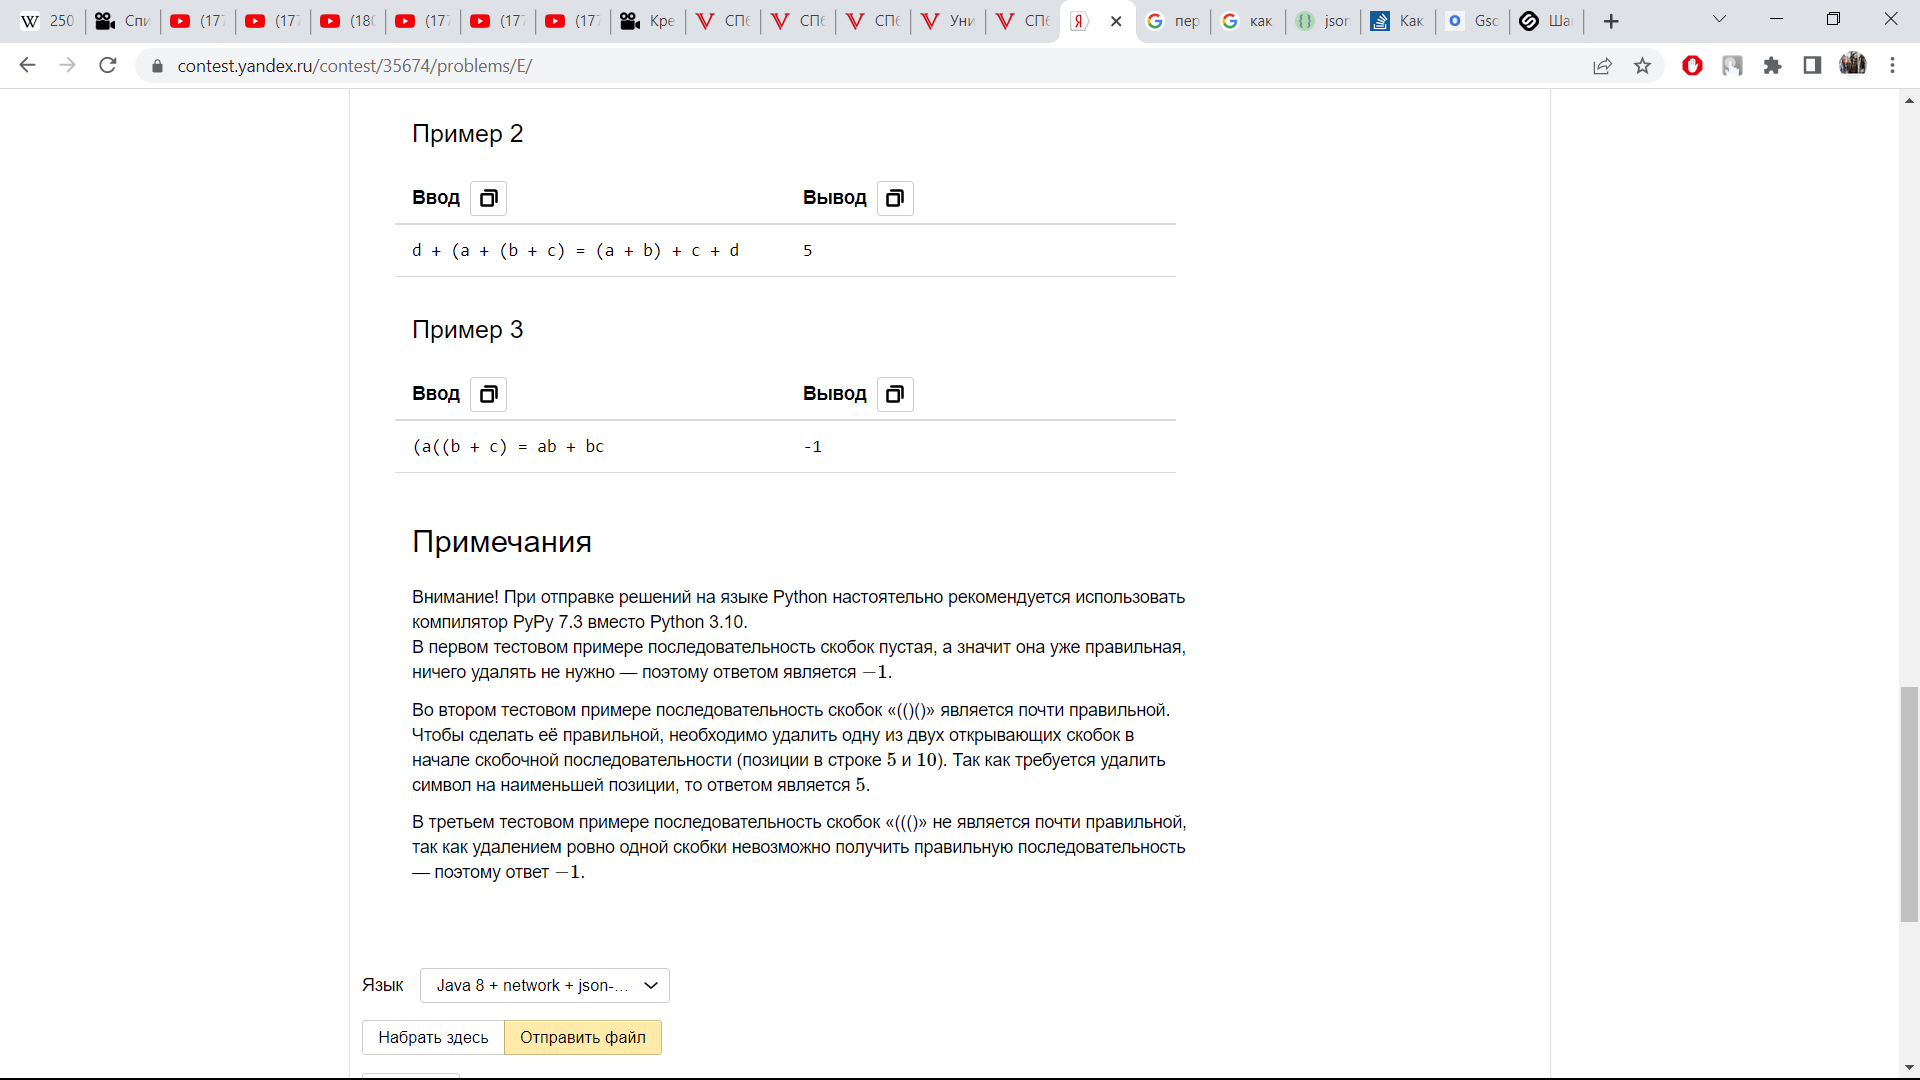 250 Спи (177 (177 (180 (177 (177 (177 Кре СПб СПб СПб Уни СПб пер как json Как Gso Ша
contest.yandex.ru/contest/35674/problems/E/
Пример 2
Ввод Вывод
d + (a + (b + c) = (a + b) + c + d 5
Пример 3
Ввод Вывод
(a((b + c) = ab + bc -1
Примечания
Внимание! При отправке решений на языке Python настоятельно рекомендуется использовать
компилятор PyPy 7.3 вместо Python 3.10.
В первом тестовом примере последовательность скобок пустая, а значит она уже правильная,
ничего удалять не нужно — поэтому ответом является −1.
Во втором тестовом примере последовательность скобок «(()()» является почти правильной.
Чтобы сделать её правильной, необходимо удалить одну из двух открывающих скобок в
начале скобочной последовательности (позиции в строке 5 и 10). Так как требуется удалить
символ на наименьшей позиции, то ответом является 5.
В третьем тестовом примере последовательность скобок «((()» не является почти правильной,
так как удалением ровно одной скобки невозможно получить правильную последовательность
— поэтому ответ −1.
Язык Java 8 + network + json-...
Набрать здесь Отправить файл